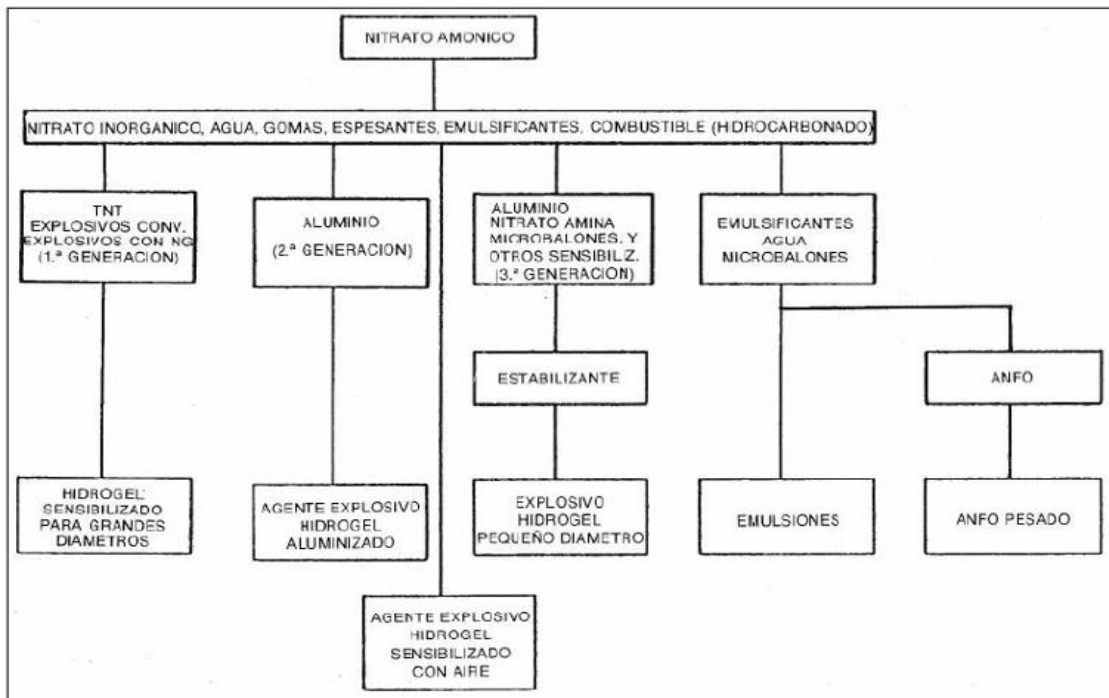 NITRATO AMONICO
NITRATO INORGANICO, AGUA, GOMAS, ESPESANTES, EMULSIFICANTES, COMBUSTIBLE (HIDROCARBONADO)
TNT
EXPLOSIVOS CONV.
EXPLOSIVOS CON NG
(1.ª GENERACION)
ALUMINIO
(2.ª GENERACION)
ALUMINIO
NITRATO AMINA
MICROBALONES, Y
OTROS SENSIBILIZ.
(3.ª GENERACION)
EMULSIFICANTES
AGUA
MICROBALONES
ESTABILIZANTE
ANFO
HIDROGEL
SENSIBILIZADO
PARA GRANDES
DIAMETROS
AGENTE EXPLOSIVO
HIDROGEL
ALUMINIZADO
EXPLOSIVO
HIDROGEL
PEQUEÑO DIAMETRO
EMULSIONES
ANFO PESADO
AGENTE EXPLOSIVO
HIDROGEL
SENSIBILIZADO
CON AIRE